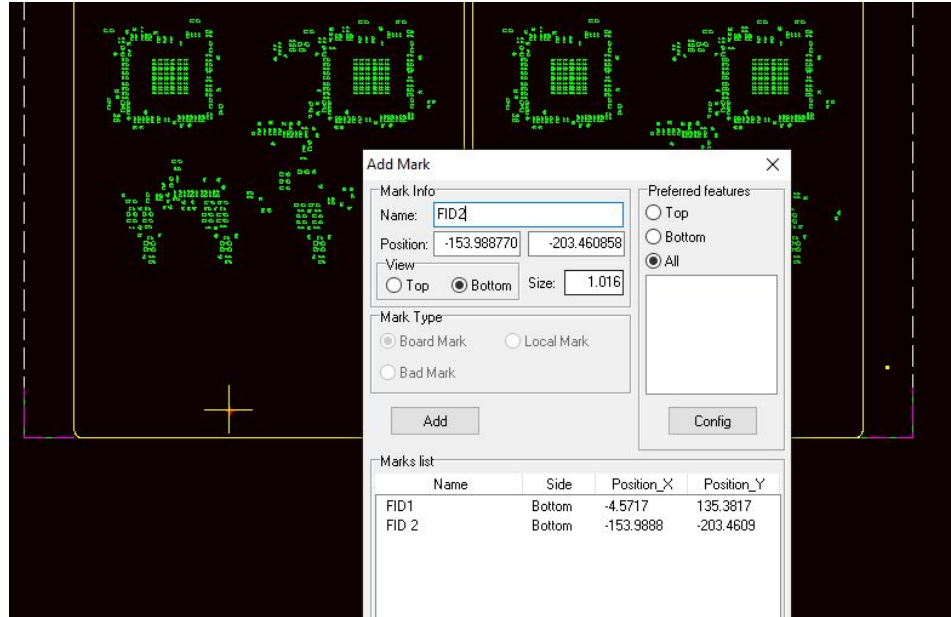 Add Mark
Mark Info
Name: FID2
Position: -153.988770 -203.460858
View
Top Bottom Size: 1.016
Mark Type
Board Mark Local Mark
Bad Mark
Add
Preferred features
Top
Bottom
All
Config
Marks list
Name Side Position_X Position_Y
FID1 Bottom -4.5717 135.3817
FID 2 Bottom -153.9888 -203.4609